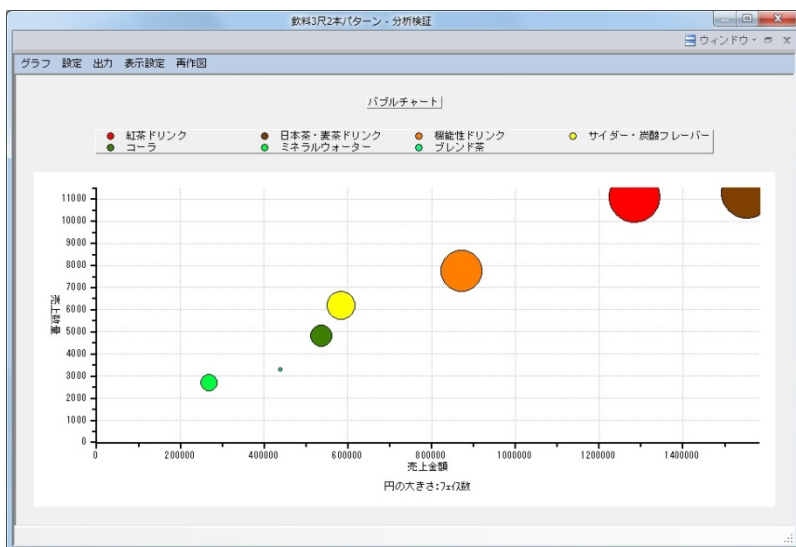 飲料3尺2本パターン - 分析検証
ウィンドウ
グラフ 設定 出力 表示設定 再作図
バブルチャート
紅茶ドリンク 日本茶・麦茶ドリンク 機能性ドリンク サイダー・炭酸フレーバー
コーラ ミネラルウォーター ブレンド茶
11000
10000
9000
8000
7000
6000
5000
4000
3000
2000
1000
0
売上数量
0 200000 400000 600000 800000 1000000 1200000 1400000
売上金額
円の大きさ:ﾌｪｲｽ数